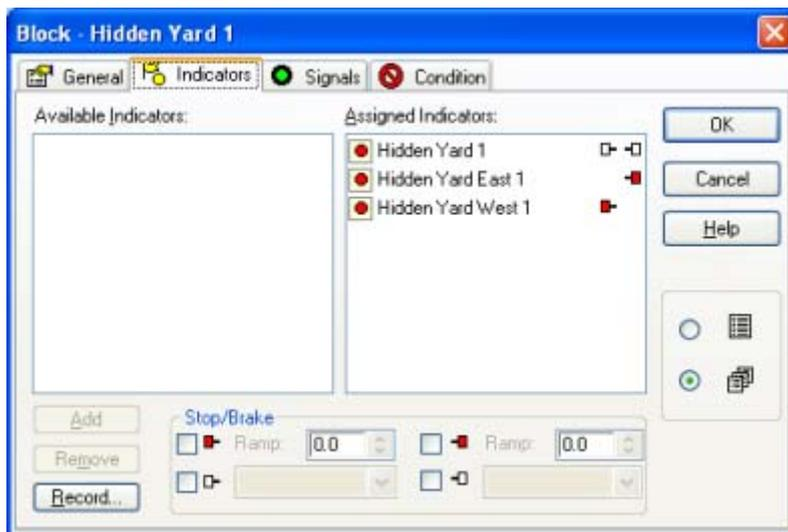 Block - Hidden Yard 1
General Indicators Signals Condition
Available Indicators:
Assigned Indicators:
Hidden Yard 1
Hidden Yard East 1
Hidden Yard West 1
OK
Cancel
Help
Add
Remove
Record...
Stop/Brake
Ramp: 0.0
Ramp: 0.0